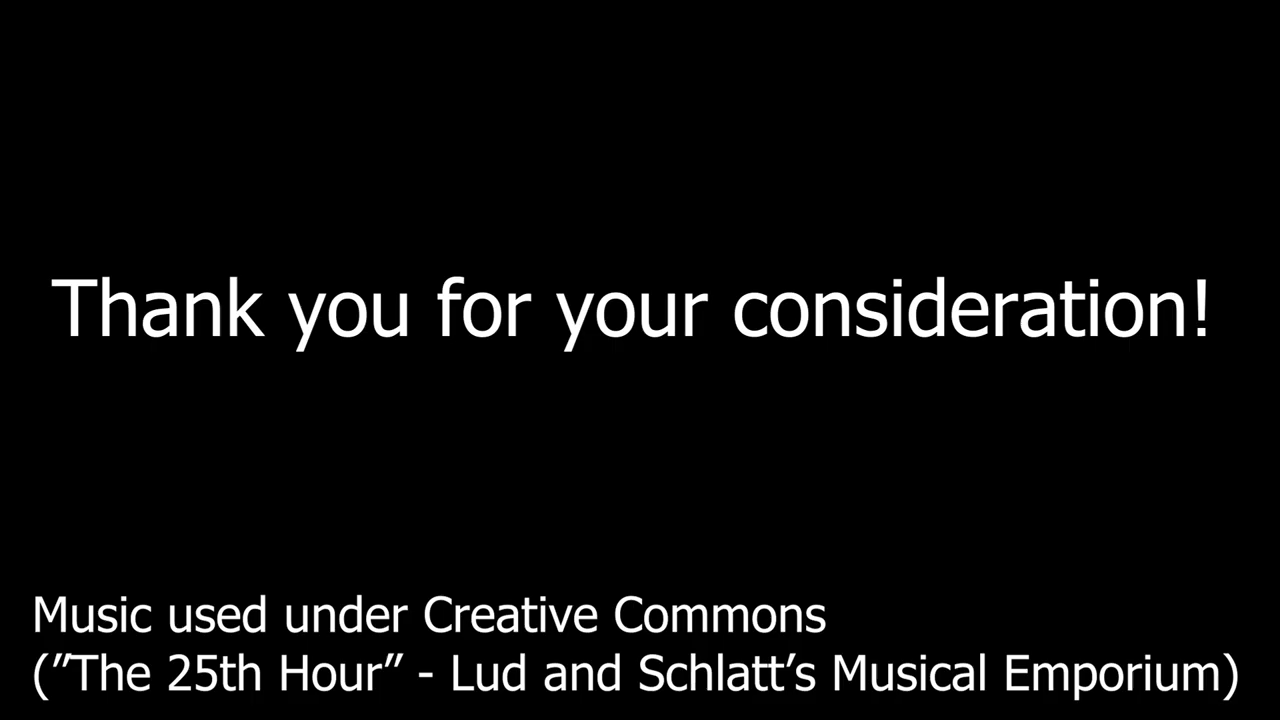 Thank you for your consideration!
Music used under Creative Commons
(”The 25th Hour” - Lud and Schlatt’s Musical Emporium)